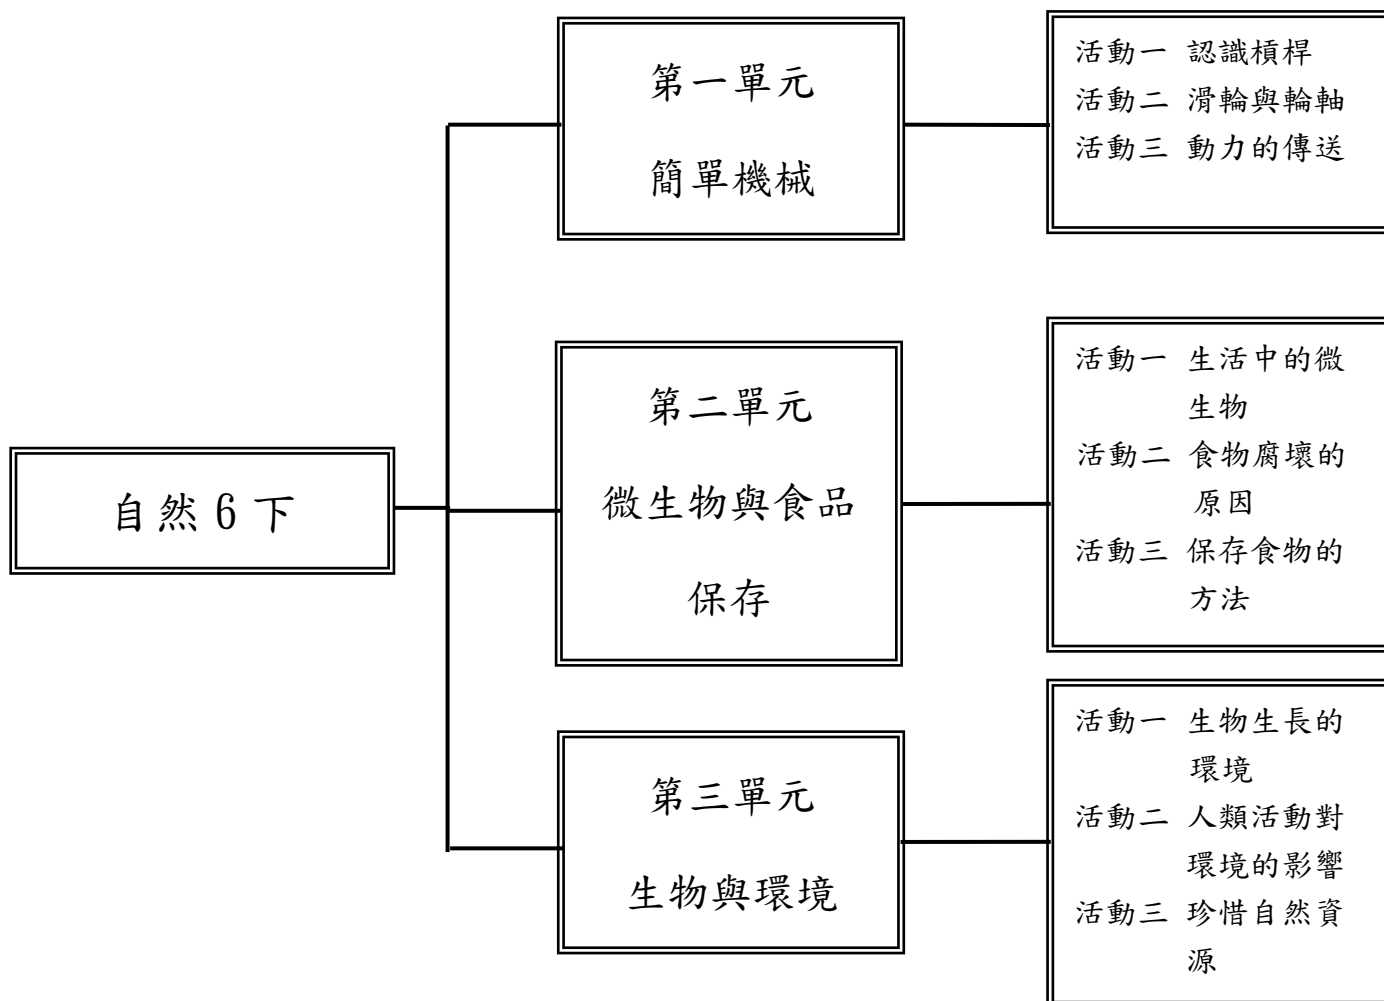 自然6下
第一單元
簡單機械
活動一 認識槓桿
活動二 滑輪與輪軸
活動三 動力的傳送
第二單元
微生物與食品
保存
活動一 生活中的微
生物
活動二 食物腐壞的
原因
活動三 保存食物的
方法
第三單元
生物與環境
活動一 生物生長的
環境
活動二 人類活動對
環境的影響
活動三 珍惜自然資
源